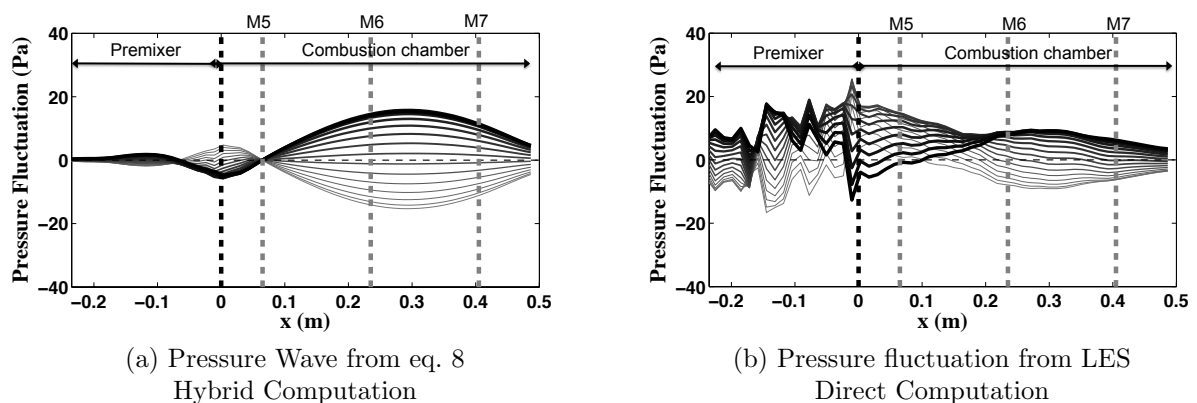 M5 M6 M7
Premixer Combustion chamber
Pressure Fluctuation (Pa)
40
20
0
−20
−40
−0.2 −0.1 0 0.1 0.2 0.3 0.4 0.5
x (m)
(a) Pressure Wave from eq. 8
Hybrid Computation
M5 M6 M7
Premixer Combustion chamber
Pressure Fluctuation (Pa)
40
20
0
−20
−40
−0.2 −0.1 0 0.1 0.2 0.3 0.4 0.5
x (m)
(b) Pressure fluctuation from LES
Direct Computation